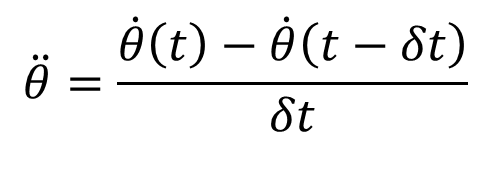 θ̈ = (θ̇(t) − θ̇(t − δt)) / δt